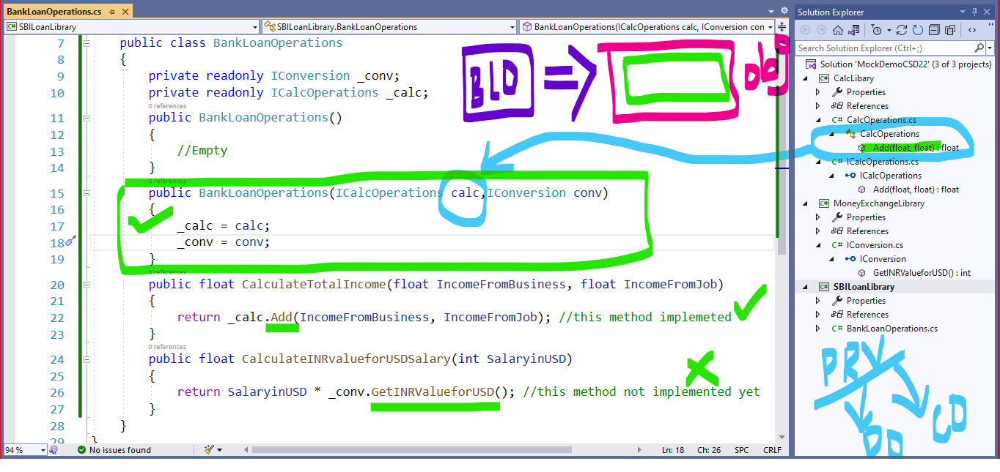 BankLoanOperations.cs
SBILoanLibrary
SBILoanLibrary.BankLoanOperations
BankLoanOperations(ICalcOperations calc, IConversion con
7 public class BankLoanOperations
8 {
9 private readonly IConversion _conv;
10 private readonly ICalcOperations _calc;
0 references
11 public BankLoanOperations()
12 {
13 //Empty
14 }
0 references
15 public BankLoanOperations(ICalcOperations calc,IConversion conv)
16 {
17 _calc = calc;
18 _conv = conv;
19 }
0 references
20 public float CalculateTotalIncome(float IncomeFromBusiness, float IncomeFromJob)
21 {
22 return _calc.Add(IncomeFromBusiness, IncomeFromJob); //this method implemeted
23 }
0 references
24 public float CalculateINRvalueforUSDSalary(int SalaryinUSD)
25 {
26 return SalaryinUSD * _conv.GetINRValueforUSD(); //this method not implemented yet
27 }
28 }
29 }
BLO => obj
94 %
No issues found
Ln: 18 Ch: 26 SPC CRLF
Solution Explorer
Search Solution Explorer (Ctrl+;)
Solution 'MockDemoCSD22' (3 of 3 projects)
C# CalcLibary
Properties
References
C# CalcOperations.cs
CalcOperations
Add(float, float) : float
C# ICalcOperations.cs
ICalcOperations
Add(float, float) : float
C# MoneyExchangeLibrary
Properties
References
C# IConversion.cs
IConversion
GetINRValueforUSD() : int
C# SBILoanLibrary
Properties
References
C# BankLoanOperations.cs
PRV
DD
CD